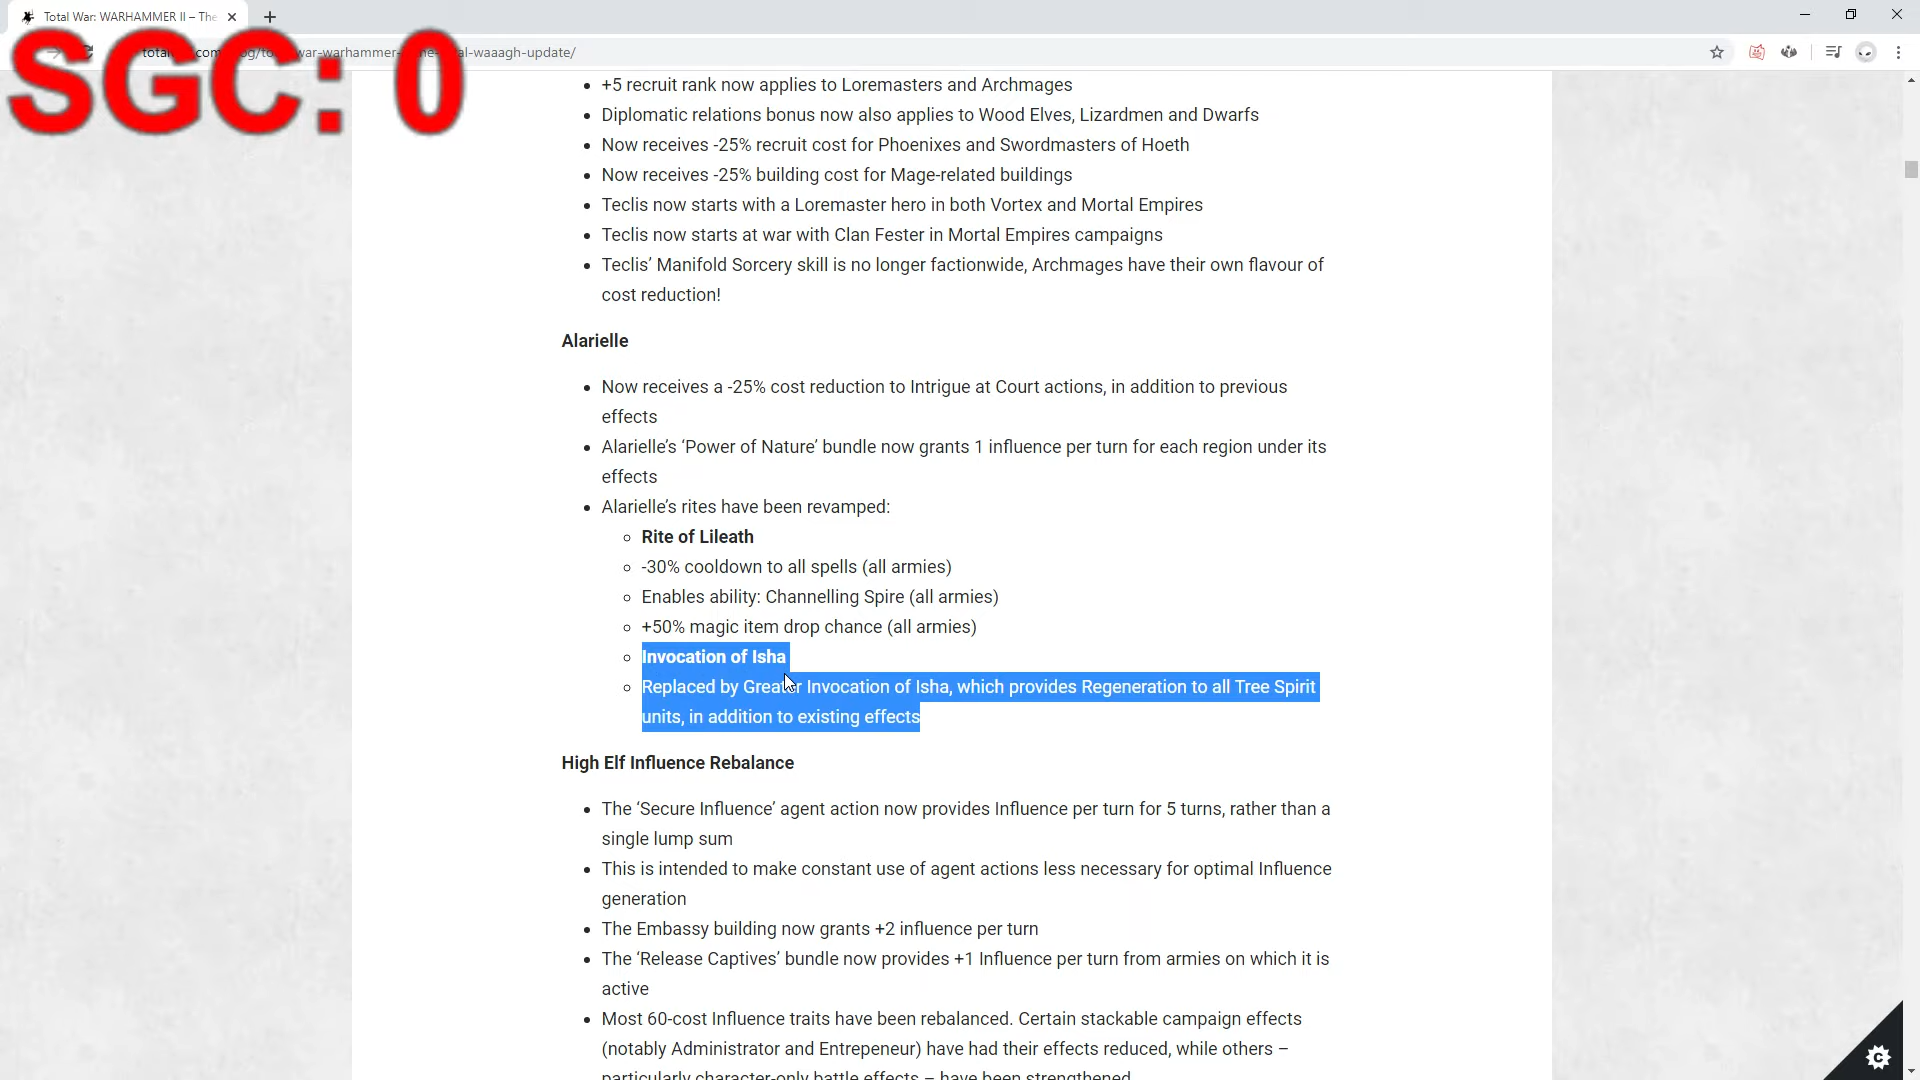 Total War: WARHAMMER II – The
SGC: 0
/to
war-warhammer-
al-waaagh-update/
+5 recruit rank now applies to Loremasters and Archmages
Diplomatic relations bonus now also applies to Wood Elves, Lizardmen and Dwarfs
Now receives -25% recruit cost for Phoenixes and Swordmasters of Hoeth
Now receives -25% building cost for Mage-related buildings
Teclis now starts with a Loremaster hero in both Vortex and Mortal Empires
Teclis now starts at war with Clan Fester in Mortal Empires campaigns
Teclis’ Manifold Sorcery skill is no longer factionwide, Archmages have their own flavour of
cost reduction!
Alarielle
Now receives a -25% cost reduction to Intrigue at Court actions, in addition to previous
effects
Alarielle’s ‘Power of Nature’ bundle now grants 1 influence per turn for each region under its
effects
Alarielle’s rites have been revamped:
Rite of Lileath
-30% cooldown to all spells (all armies)
Enables ability: Channelling Spire (all armies)
+50% magic item drop chance (all armies)
Invocation of Isha
Replaced by Greater Invocation of Isha, which provides Regeneration to all Tree Spirit
units, in addition to existing effects
High Elf Influence Rebalance
The ‘Secure Influence’ agent action now provides Influence per turn for 5 turns, rather than a
single lump sum
This is intended to make constant use of agent actions less necessary for optimal Influence
generation
The Embassy building now grants +2 influence per turn
The ‘Release Captives’ bundle now provides +1 Influence per turn from armies on which it is
active
Most 60-cost Influence traits have been rebalanced. Certain stackable campaign effects
(notably Administrator and Entrepeneur) have had their effects reduced, while others –
particularly character-only battle effects – have been strengthened